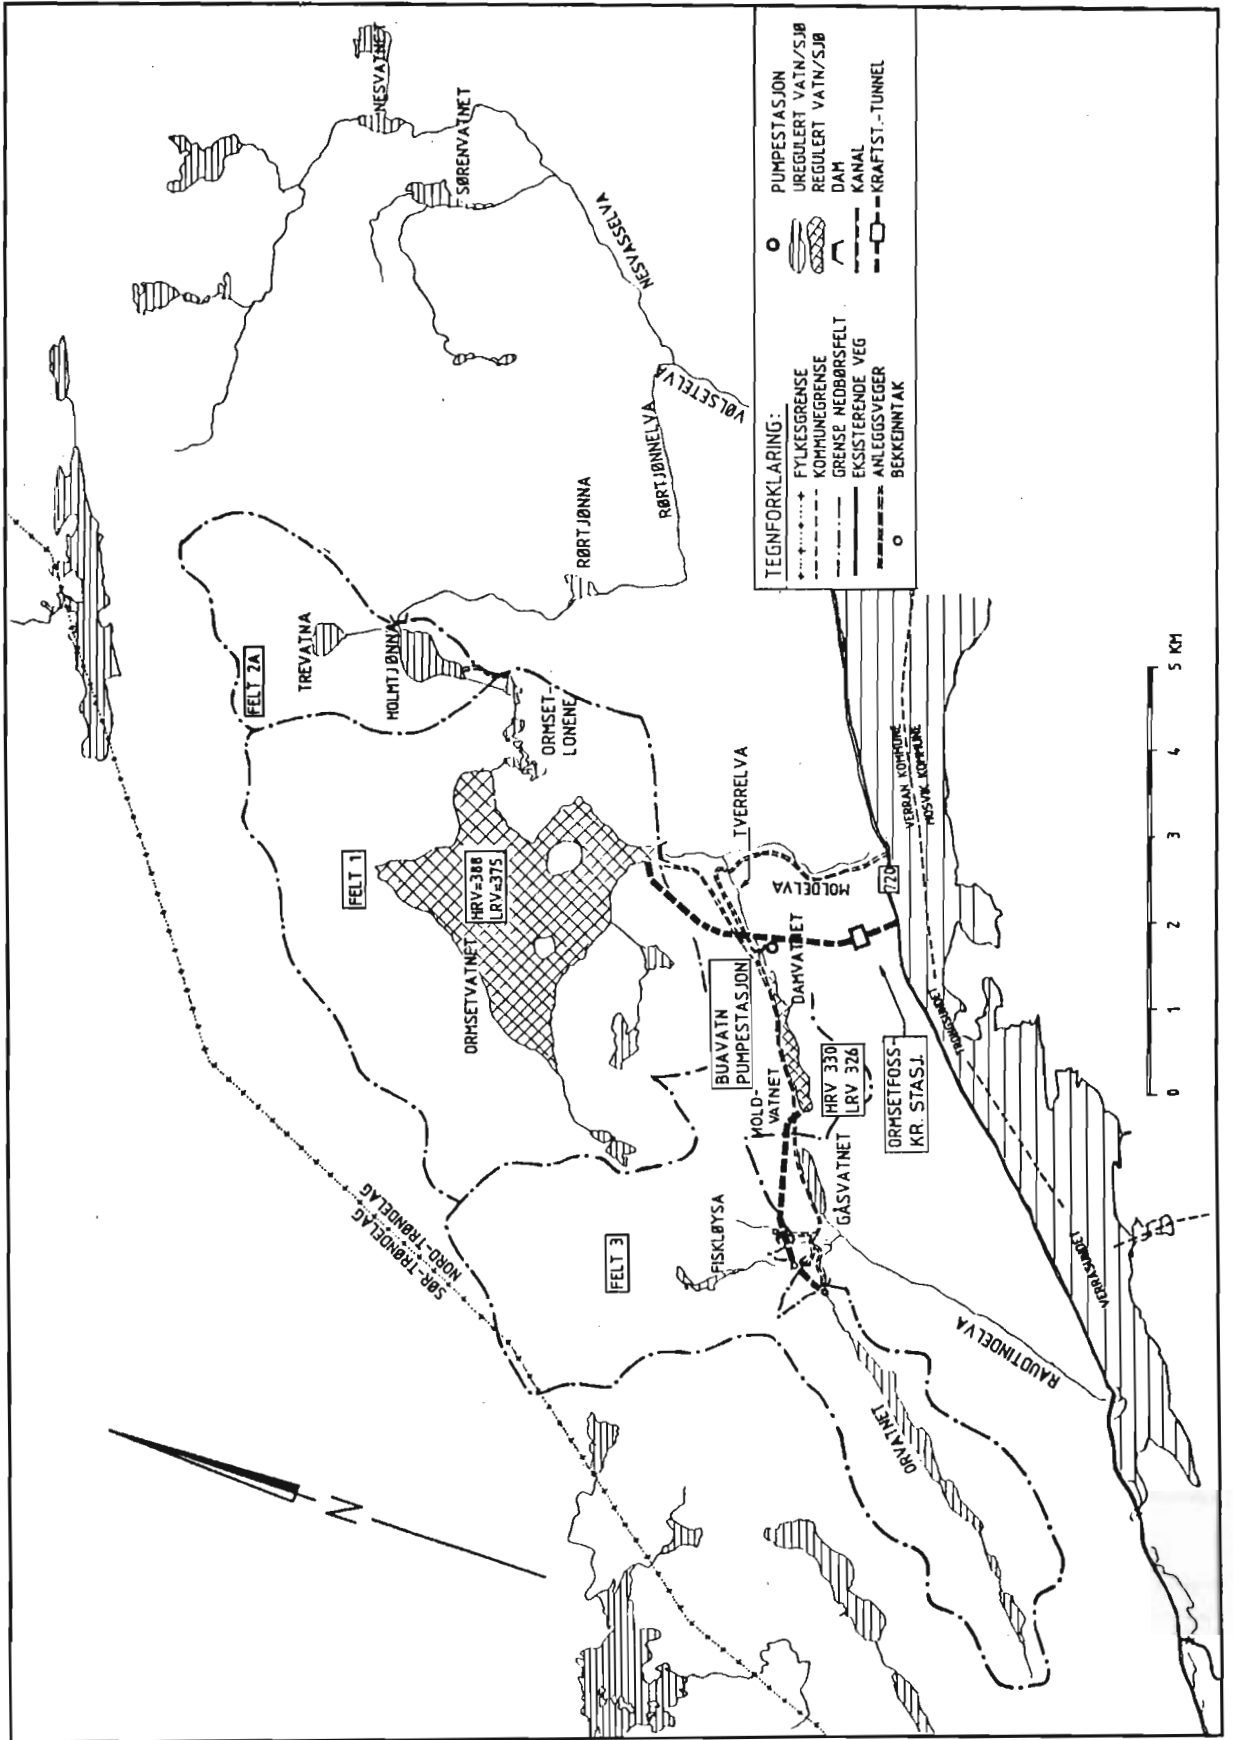 NESVATNET
SØRENVATNET
NESVASSELVA
VØLSETELVA
RØRTJØNNELVA
RØRTJØNNA
TREVATNA
HOLMTJØNNA
FELT 2A
ORMSET-
LONENE
FELT 1
HRV=388
LRV=375
ORMSETVATNET
TVERRELVA
MOLDELVA
720
VERRAN KOMMUNE
MOSVIK KOMMUNE
DAMVATNET
BUAVATN
PUMPESTASJON
MOLD-
VATNET
HRV 330
LRV 326
ORMSETFOSS-
KR. STASJ.
GÅSVATNET
FISKLØYSA
FELT 3
SØR-TRØNDELAG
NORD-TRØNDELAG
TRONGSUNDET
VERRASUNDET
RAUDTINDELVA
ORVATNET
N
0 1 2 3 4 5 KM
TEGNFORKLARING:
FYLKESGRENSE
KOMMUNEGRENSE
GRENSE NEDBØRSFELT
EKSISTERENDE VEG
ANLEGGSVEGER
BEKKEINNTAK
PUMPESTASJON
UREGULERT VATN/SJØ
REGULERT VATN/SJØ
DAM
KANAL
KRAFTST.-TUNNEL